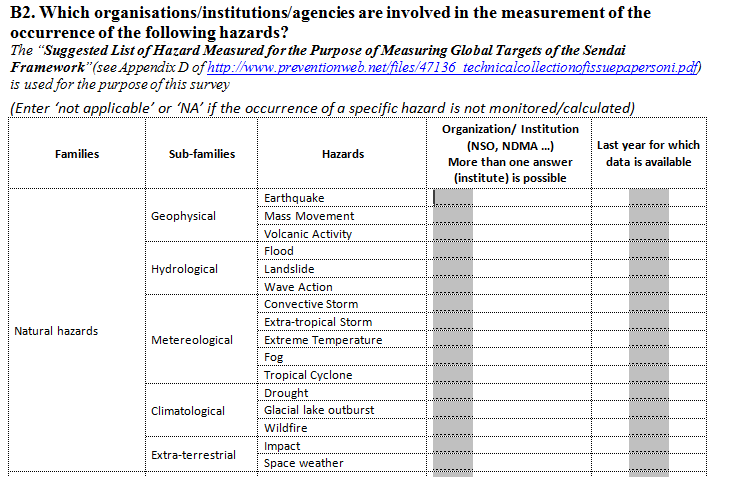 B2. Which organisations/institutions/agencies are involved in the measurement of the
occurrence of the following hazards?
The “Suggested List of Hazard Measured for the Purpose of Measuring Global Targets of the Sendai
Framework”(see Appendix D of http://www.preventionweb.net/files/47136_technicalcollectionofissuepapersoni.pdf)
is used for the purpose of this survey
(Enter ‘not applicable’ or ‘NA’ if the occurrence of a specific hazard is not monitored/calculated)
Families
Sub-families
Hazards
Organization/ Institution
(NSO, NDMA ...)
More than one answer
(institute) is possible
Last year for which
data is available
Natural hazards
Geophysical
Earthquake
Mass Movement
Volcanic Activity
Hydrological
Flood
Landslide
Wave Action
Metereological
Convective Storm
Extra-tropical Storm
Extreme Temperature
Fog
Tropical Cyclone
Climatological
Drought
Glacial lake outburst
Wildfire
Extra-terrestrial
Impact
Space weather